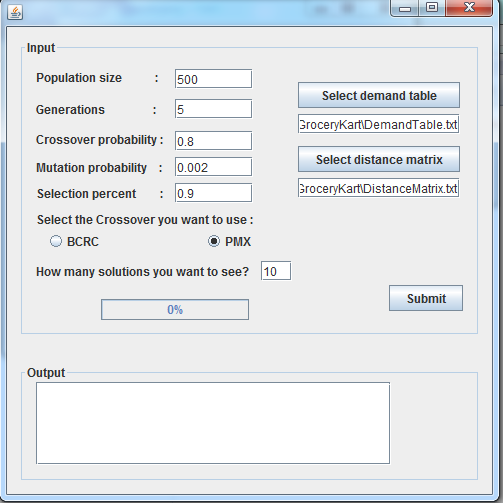 Input
Population size : 500
Generations : 5
Crossover probability : 0.8
Mutation probability : 0.002
Selection percent : 0.9
Select the Crossover you want to use :
BCRC PMX
How many solutions you want to see? 10
0%
Select demand table
GroceryKart\DemandTable.txt
Select distance matrix
GroceryKart\DistanceMatrix.txt
Submit
Output